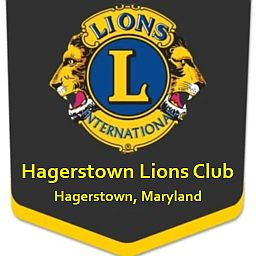 LIONS
L
INTERNATIONAL
Hagerstown Lions Club
Hagerstown, Maryland